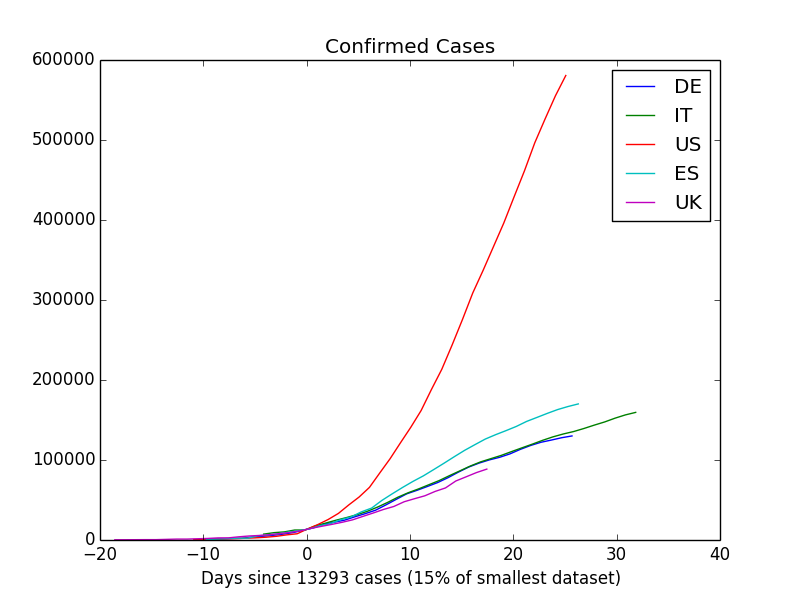 Confirmed Cases
600000
500000
400000
300000
200000
100000
0
−20
−10
0
10
20
30
40
DE
IT
US
ES
UK
Days since 13293 cases (15% of smallest dataset)